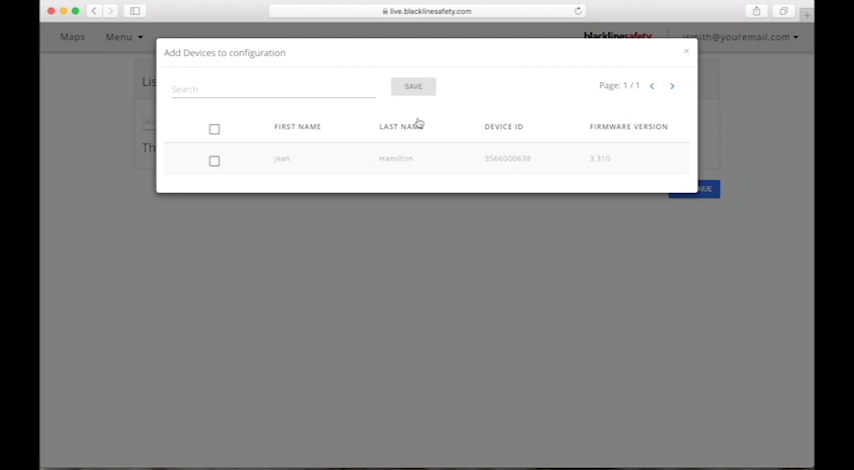 live.blacklinesafety.com
Maps Menu blacklinesafety jsmith@youremail.com
Add Devices to configuration ×
Search SAVE Page: 1 / 1 < >
FIRST NAME LAST NAME DEVICE ID FIRMWARE VERSION
Jean Hamilton 3566000638 3.310